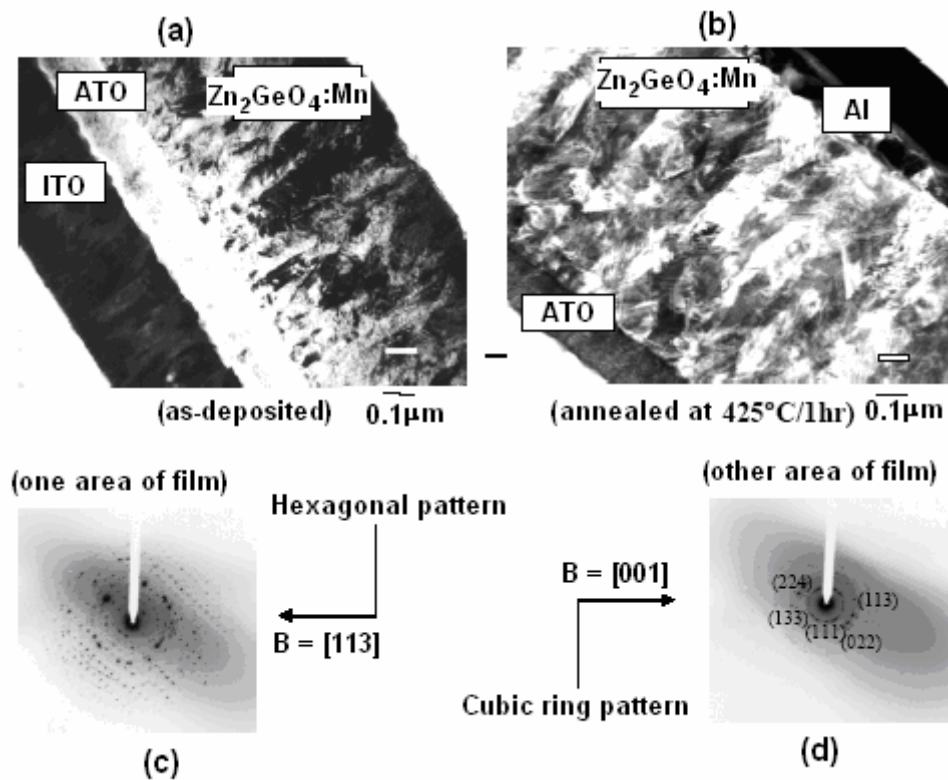 (a)
(b)
ATO
Zn₂GeO₄:Mn
ITO
Zn₂GeO₄:Mn
Al
ATO
(as-deposited) 0.1μm
(annealed at 425°C/1hr) 0.1μm
(one area of film)
(other area of film)
Hexagonal pattern
B = [113]
B = [001]
Cubic ring pattern
(224)
(113)
(133)
(111)
(022)
(c)
(d)